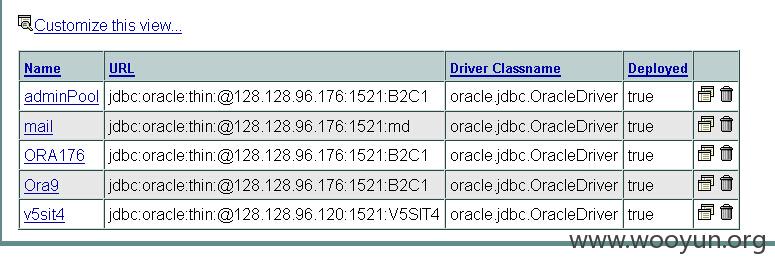 Customize this view...
Name URL Driver Classname Deployed
adminPool jdbc:oracle:thin:@128.128.96.176:1521:B2C1 oracle.jdbc.OracleDriver true
mail jdbc:oracle:thin:@128.128.96.176:1521:md oracle.jdbc.OracleDriver true
ORA176 jdbc:oracle:thin:@128.128.96.176:1521:B2C1 oracle.jdbc.OracleDriver true
Ora9 jdbc:oracle:thin:@128.128.96.176:1521:B2C1 oracle.jdbc.OracleDriver true
v5sit4 jdbc:oracle:thin:@128.128.96.120:1521:V5SIT4 oracle.jdbc.OracleDriver true
www.wooyun.org